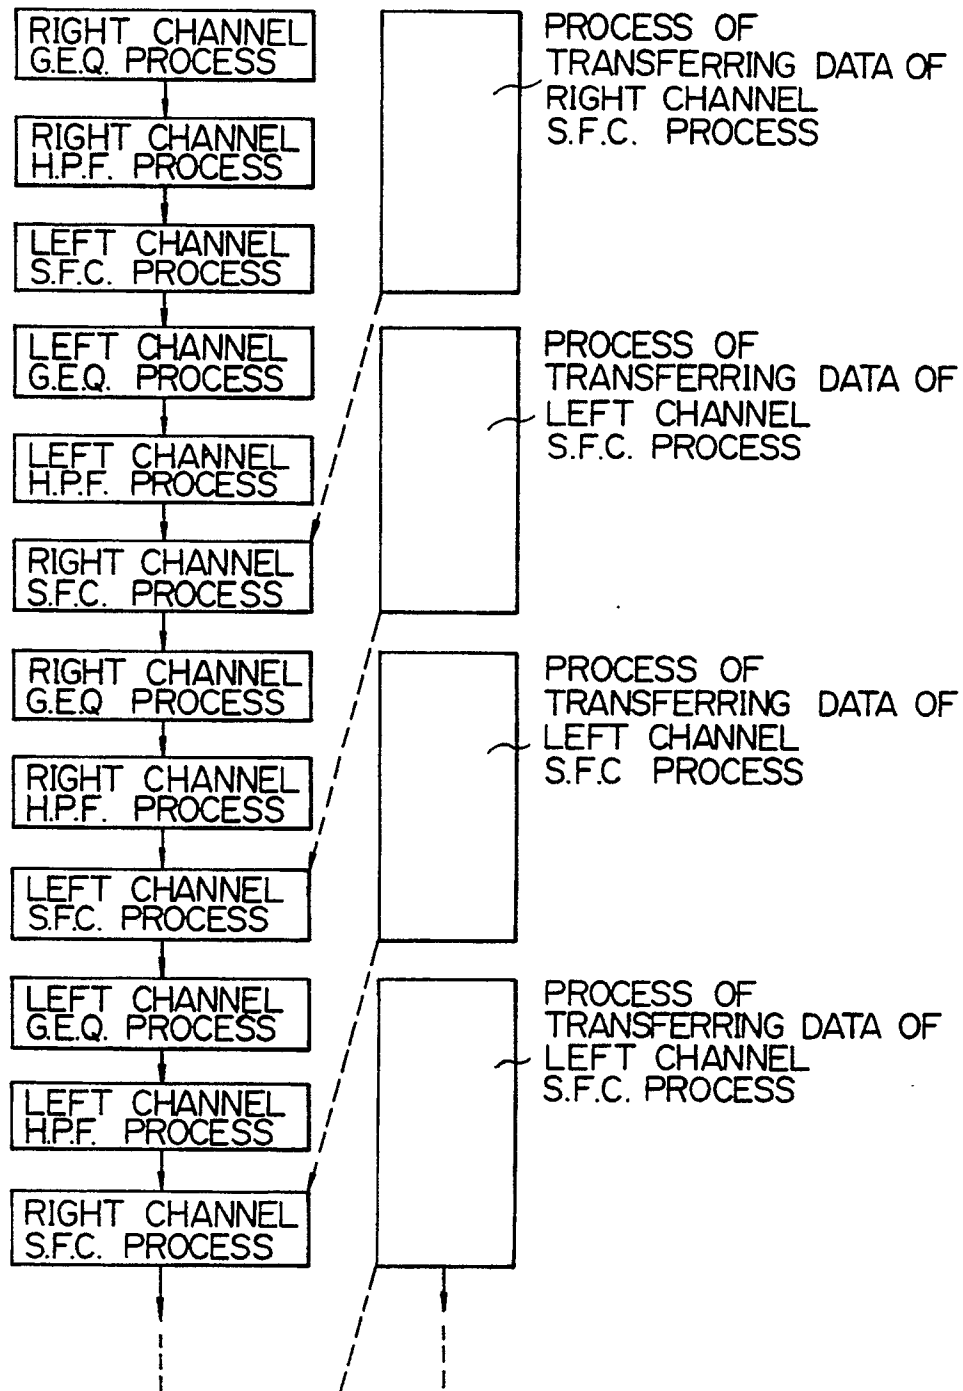 RIGHT CHANNEL
G.E.Q. PROCESS
RIGHT CHANNEL
H.P.F. PROCESS
LEFT CHANNEL
S.F.C. PROCESS
LEFT CHANNEL
G.E.Q. PROCESS
LEFT CHANNEL
H.P.F. PROCESS
RIGHT CHANNEL
S.F.C. PROCESS
RIGHT CHANNEL
G.E.Q PROCESS
RIGHT CHANNEL
H.P.F. PROCESS
LEFT CHANNEL
S.F.C. PROCESS
LEFT CHANNEL
G.E.Q. PROCESS
LEFT CHANNEL
H.P.F. PROCESS
RIGHT CHANNEL
S.F.C. PROCESS
PROCESS OF
TRANSFERRING DATA OF
RIGHT CHANNEL
S.F.C. PROCESS
PROCESS OF
TRANSFERRING DATA OF
LEFT CHANNEL
S.F.C. PROCESS
PROCESS OF
TRANSFERRING DATA OF
LEFT CHANNEL
S.F.C PROCESS
PROCESS OF
TRANSFERRING DATA OF
LEFT CHANNEL
S.F.C. PROCESS